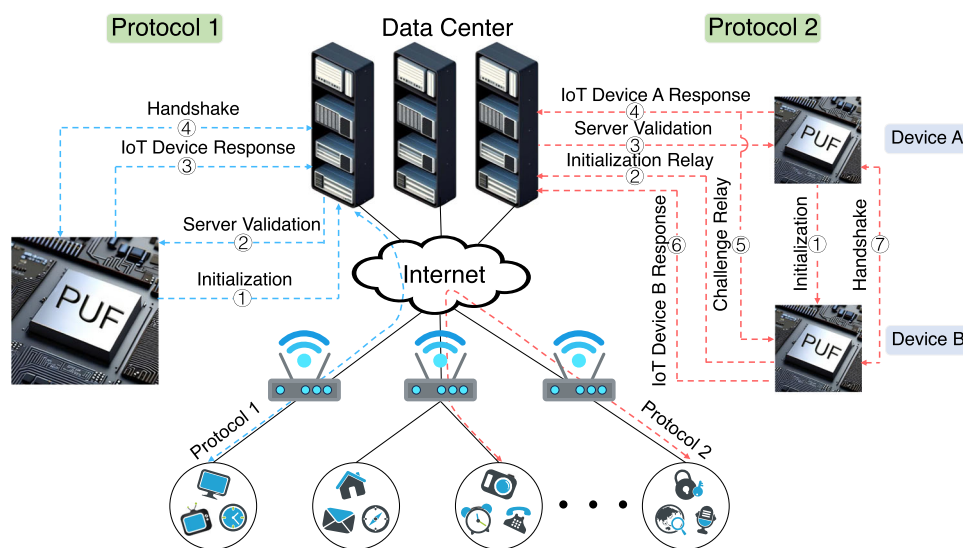 Protocol 1
Data Center
Protocol 2
Handshake
④
IoT Device Response
③
Server Validation
②
Initialization
①
PUF
IoT Device A Response
④
Server Validation
③
Initialization Relay
②
IoT Device B Response
⑥
Challenge Relay
⑤
Initialization
①
Handshake
⑦
PUF
Device A
PUF
Device B
Internet
Protocol 1
Protocol 2